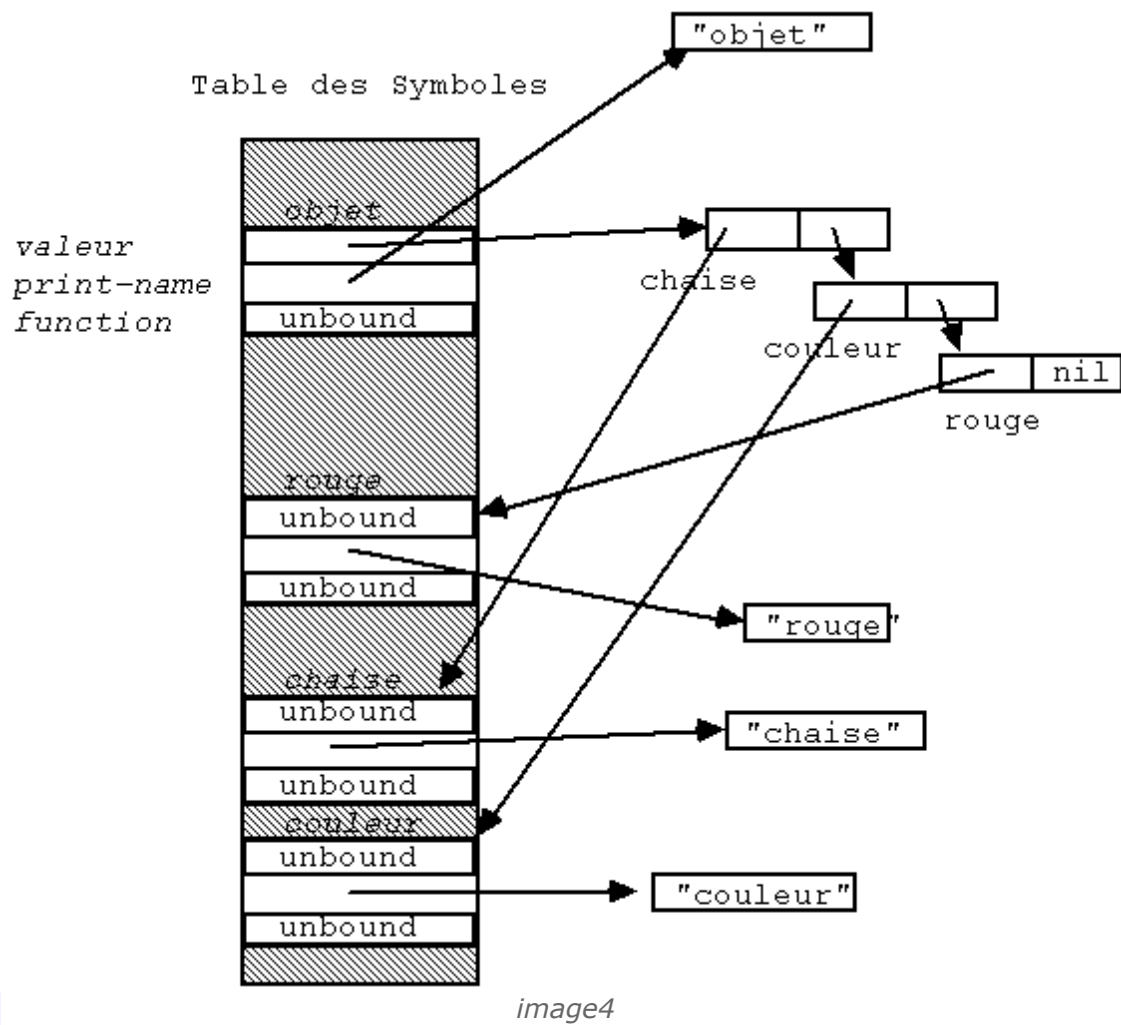 "objet"
Table des Symboles
objet
valeur
chaise
print-name
function
unbound
couleur
nil
rouge
rouge
unbound
unbound
"rouge"
chaise
unbound
"chaise"
unbound
couleur
unbound
"couleur"
unbound
image4